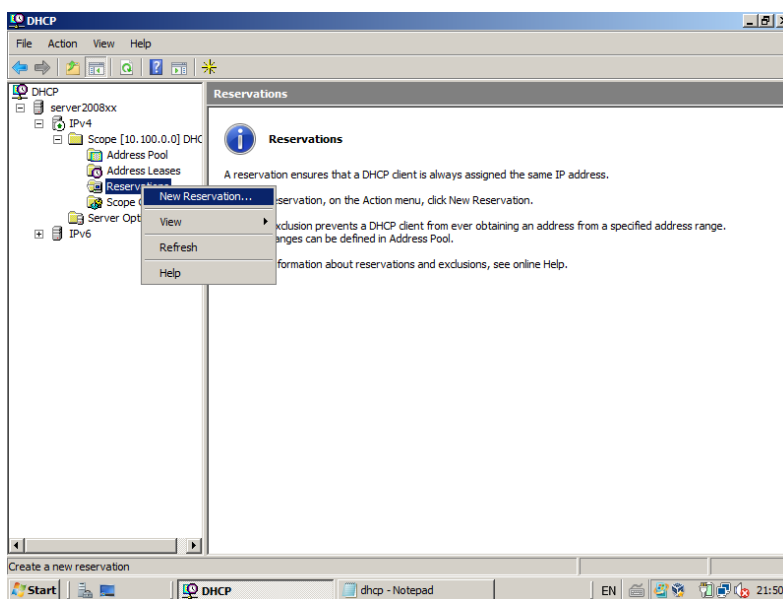 DHCP
File Action View Help
DHCP
server2008xx
IPv4
Scope [10.100.0.0] DHC
Address Pool
Address Leases
Reservations
Scope
Server Opt
IPv6
New Reservation...
View
Refresh
Help
Reservations
Reservations
A reservation ensures that a DHCP client is always assigned the same IP address.
eservation, on the Action menu, click New Reservation.
xclusion prevents a DHCP client from ever obtaining an address from a specified address range.
anges can be defined in Address Pool.
formation about reservations and exclusions, see online Help.
Create a new reservation
Start DHCP dhcp - Notepad EN 21:50